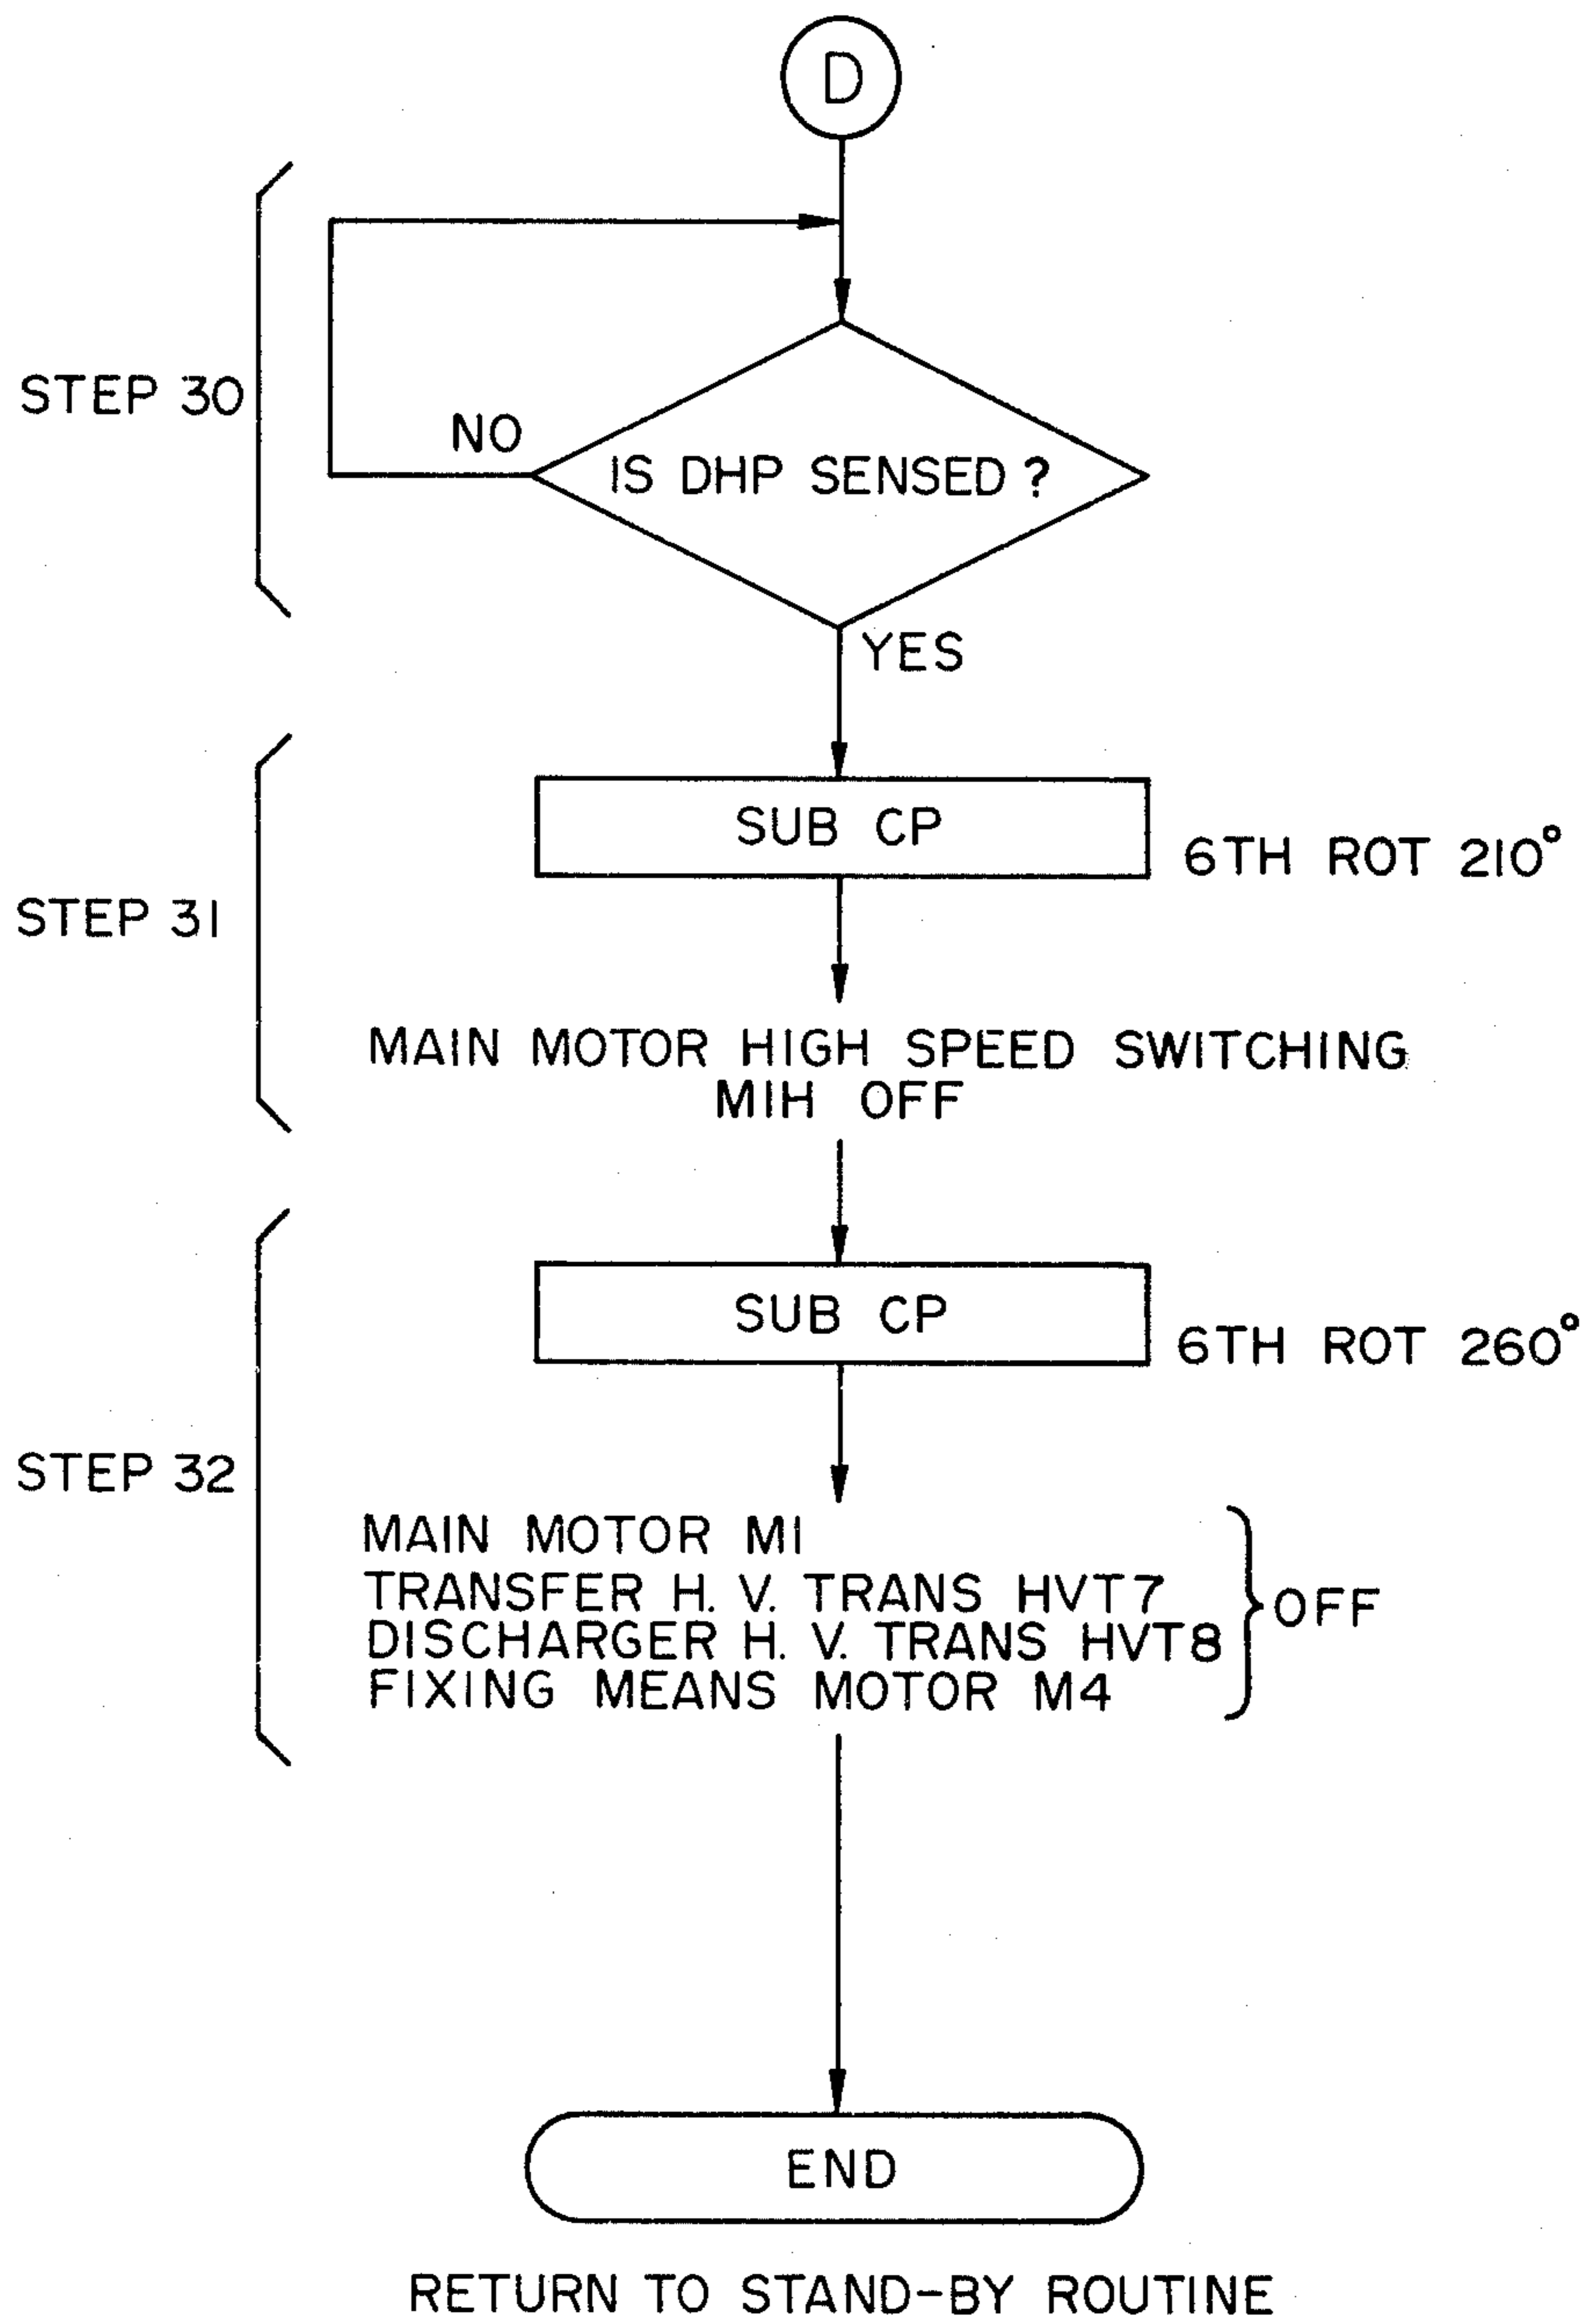 D
STEP 30
NO
IS DHP SENSED ?
YES
SUB CP
6TH ROT 210°
STEP 31
MAIN MOTOR HIGH SPEED SWITCHING
M1H OFF
SUB CP
6TH ROT 260°
STEP 32
MAIN MOTOR M1
TRANSFER H. V. TRANS HVT7
DISCHARGER H. V. TRANS HVT8
FIXING MEANS MOTOR M4
OFF
END
RETURN TO STAND-BY ROUTINE